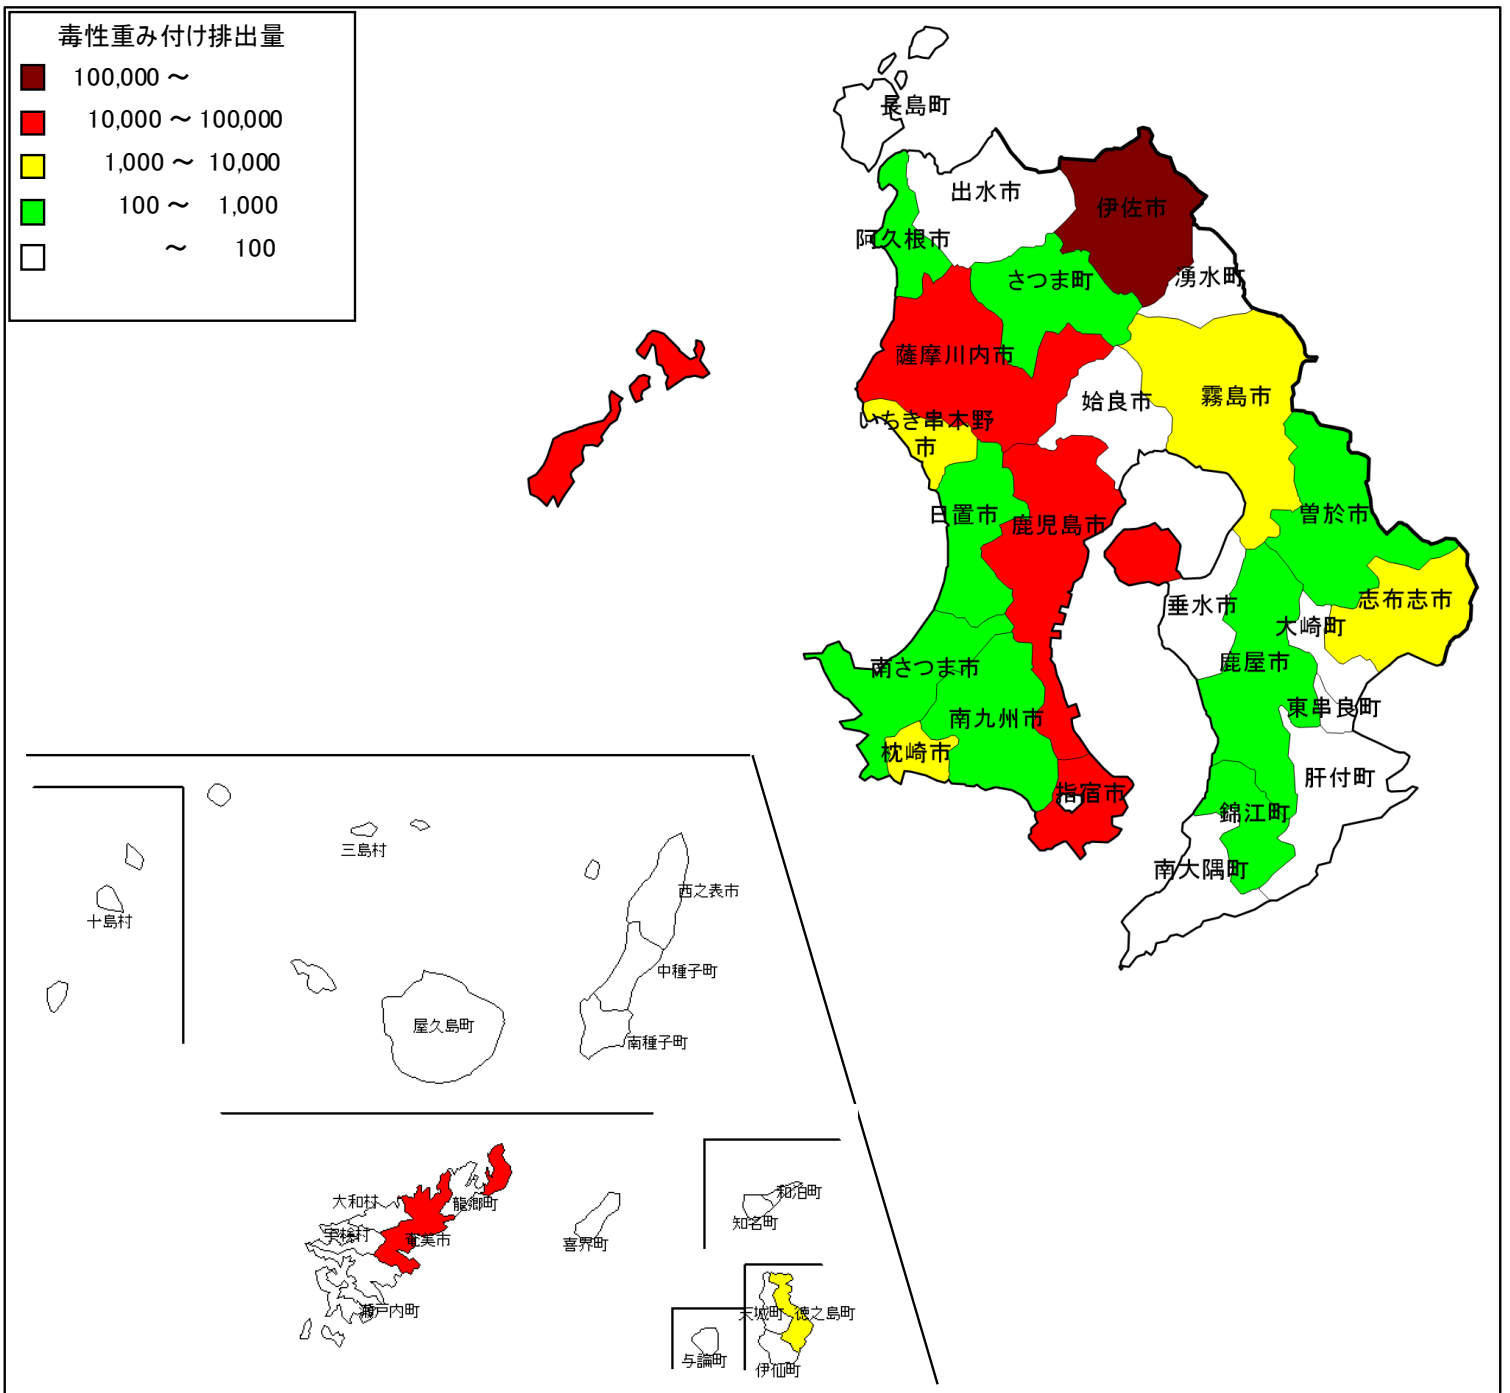 毒性重み付け排出量
100,000 ～
10,000 ～ 100,000
1,000 ～ 10,000
100 ～ 1,000
～ 100
長島町
出水市
伊佐市
阿久根市
さつま町
湧水町
薩摩川内市
姶良市
霧島市
いちき串木野
市
日置市
鹿児島市
曽於市
垂水市
大崎町
志布志市
南さつま市
鹿屋市
南九州市
東串良町
枕崎市
指宿市
肝付町
錦江町
南大隅町
三島村
西之表市
十島村
中種子町
屋久島町
南種子町
大和村
龍郷町
宇検村
奄美市
喜界町
瀬戸内町
和泊町
知名町
天城町
徳之島町
与論町
伊仙町